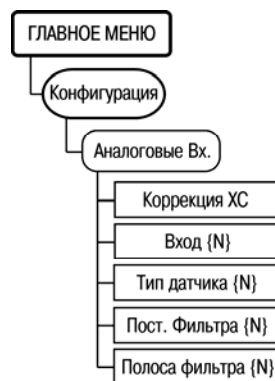 ГЛАВНОЕ МЕНЮ
Конфигурация
Аналоговые Вх.
Коррекция ХС
Вход {N}
Тип датчика {N}
Пост. Фильтра {N}
Полоса фильтра {N}